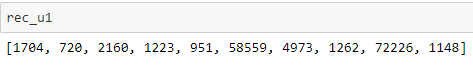 rec_u1
[1704, 720, 2160, 1223, 951, 58559, 4973, 1262, 72226, 1148]